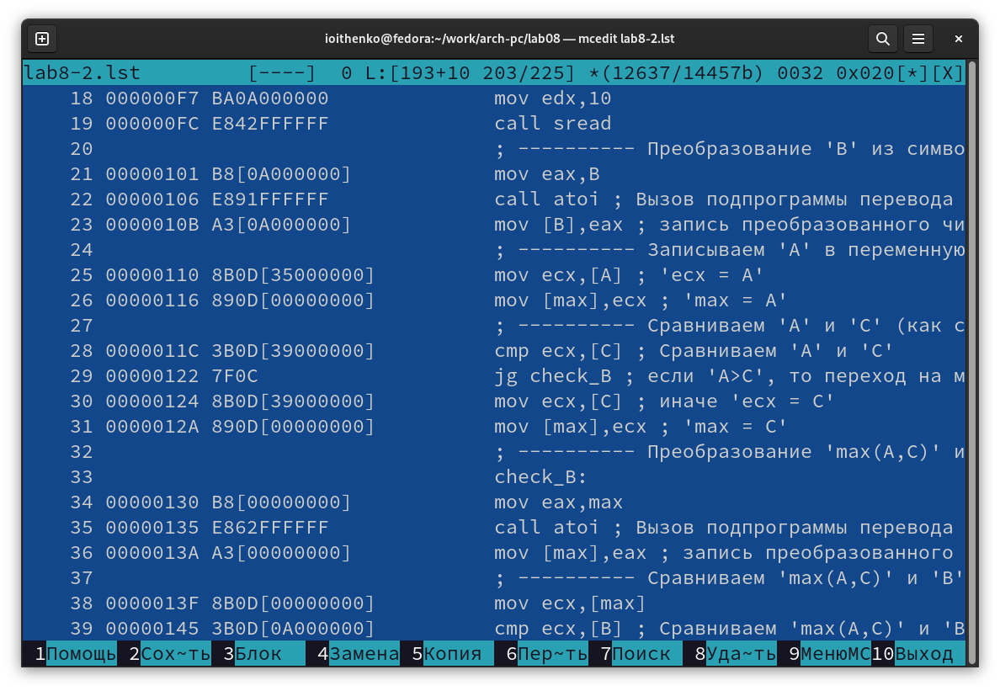 ioithenko@fedora:~/work/arch-pc/lab08 — mcedit lab8-2.lst
lab8-2.lst [----] 0 L:[193+10 203/225] *(12637/14457b) 0032 0x020[*][X]
18 000000F7 BA0A000000 mov edx,10
19 000000FC E842FFFFFF call sread
20 ; ---------- Преобразование 'B' из симво
21 00000101 B8[0A000000] mov eax,B
22 00000106 E891FFFFFF call atoi ; Вызов подпрограммы перевода
23 0000010B A3[0A000000] mov [B],eax ; запись преобразованного чи
24 ; ---------- Записываем 'A' в переменную
25 00000110 8B0D[35000000] mov ecx,[A] ; 'ecx = A'
26 00000116 890D[00000000] mov [max],ecx ; 'max = A'
27 ; ---------- Сравниваем 'A' и 'С' (как с
28 0000011C 3B0D[39000000] cmp ecx,[C] ; Сравниваем 'A' и 'С'
29 00000122 7F0C jg check_B ; если 'A>C', то переход на м
30 00000124 8B0D[39000000] mov ecx,[C] ; иначе 'ecx = C'
31 0000012A 890D[00000000] mov [max],ecx ; 'max = C'
32 ; ---------- Преобразование 'max(A,C)' и
33 check_B:
34 00000130 B8[00000000] mov eax,max
35 00000135 E862FFFFFF call atoi ; Вызов подпрограммы перевода
36 0000013A A3[00000000] mov [max],eax ; запись преобразованного
37 ; ---------- Сравниваем 'max(A,C)' и 'B'
38 0000013F 8B0D[00000000] mov ecx,[max]
39 00000145 3B0D[0A000000] cmp ecx,[B] ; Сравниваем 'max(A,C)' и 'B
1Помощь 2Сох~ть 3Блок 4Замена 5Копия 6Пер~ть 7Поиск 8Уда~ть 9МенюMC 10Выход